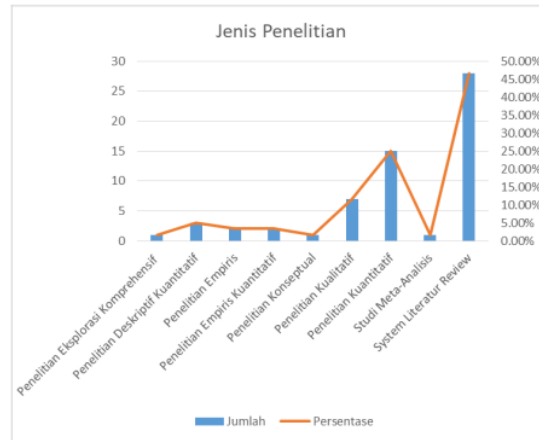 Jenis Penelitian
30
25
20
15
10
5
0
50.00%
45.00%
40.00%
35.00%
30.00%
25.00%
20.00%
15.00%
10.00%
5.00%
0.00%
Penelitian Eksplorasi Komprehensif
Penelitian Deskriptif Kuantitatif
Penelitian Empiris
Penelitian Empiris Kuantitatif
Penelitian Konseptual
Penelitian Kualitatif
Penelitian Kuantitatif
Studi Meta-Analisis
System Literatur Review
Jumlah Persentase